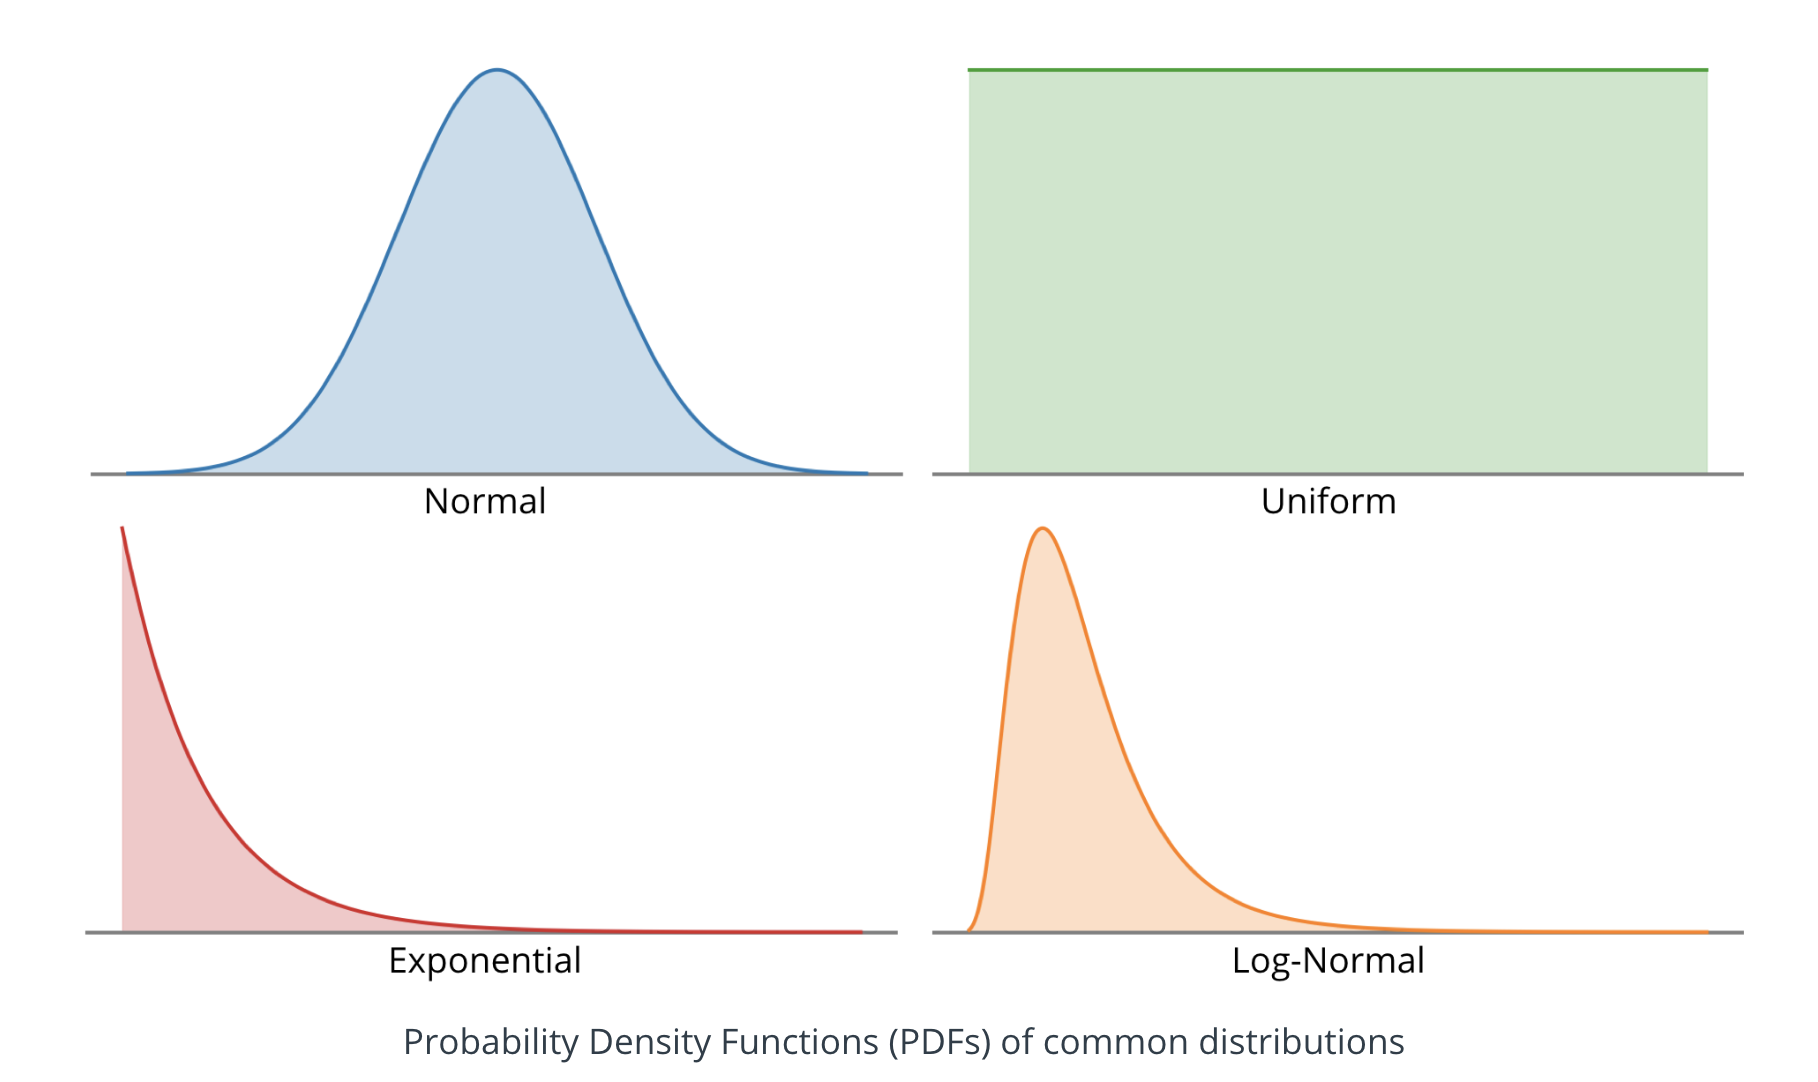 Normal
Uniform
Exponential
Log-Normal
Probability Density Functions (PDFs) of common distributions